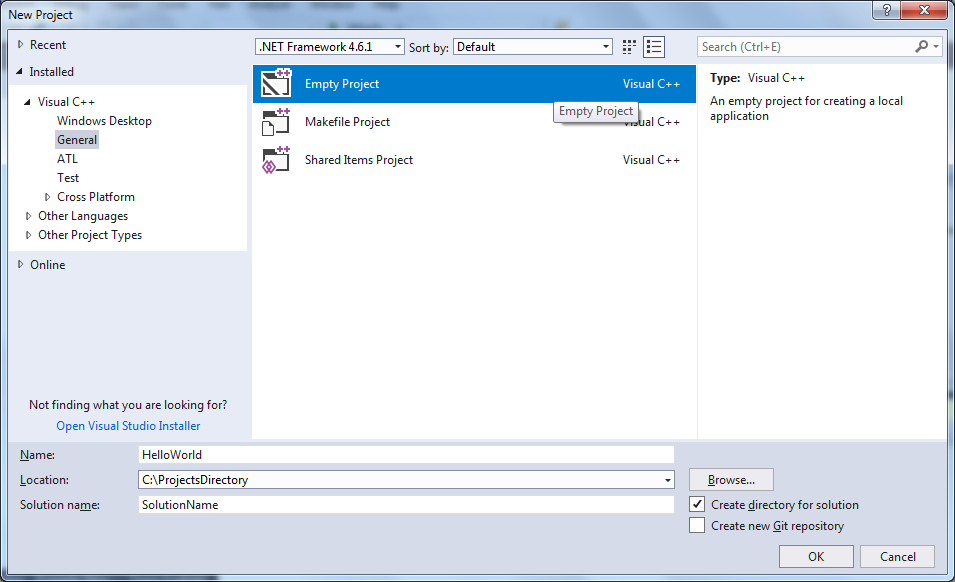 New Project
?
Recent
.NET Framework 4.6.1
Sort by:
Default
Search (Ctrl+E)
Installed
Visual C++
Windows Desktop
General
ATL
Test
Cross Platform
Other Languages
Other Project Types
Online
Not finding what you are looking for?
Open Visual Studio Installer
++ Empty Project Visual C++
Empty Project
++ Makefile Project Visual C++
++ Shared Items Project Visual C++
Type: Visual C++
An empty project for creating a local
application
Name: HelloWorld
Location: C:\ProjectsDirectory
Browse...
Solution name: SolutionName
Create directory for solution
Create new Git repository
OK
Cancel